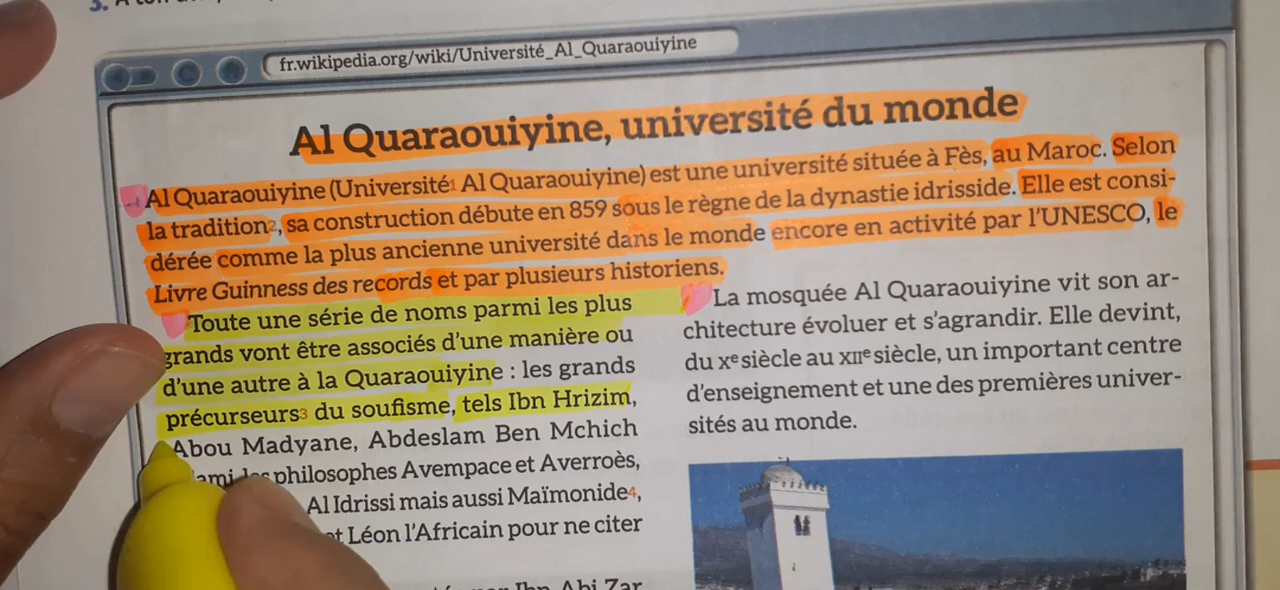 3.
fr.wikipedia.org/wiki/Université_Al_Quaraouiyine
Al Quaraouiyine, université du monde
Al Quaraouiyine (Université1 Al Quaraouiyine) est une université située à Fès, au Maroc. Selon
la tradition2, sa construction débute en 859 sous le règne de la dynastie idrisside. Elle est consi-
dérée comme la plus ancienne université dans le monde encore en activité par l'UNESCO, le
Livre Guinness des records et par plusieurs historiens.
Toute une série de noms parmi les plus
grands vont être associés d'une manière ou
d'une autre à la Quaraouiyine : les grands
précurseurs3 du soufisme, tels Ibn Hrizim,
Abou Madyane, Abdeslam Ben Mchich
philosophes Avempace et Averroès,
Al Idrissi mais aussi Maïmonide4,
et Léon l'Africain pour ne citer
Ibn Abi Zar
La mosquée Al Quaraouiyine vit son ar-
chitecture évoluer et s'agrandir. Elle devint,
du xe siècle au XIIe siècle, un important centre
d'enseignement et une des premières univer-
sités au monde.